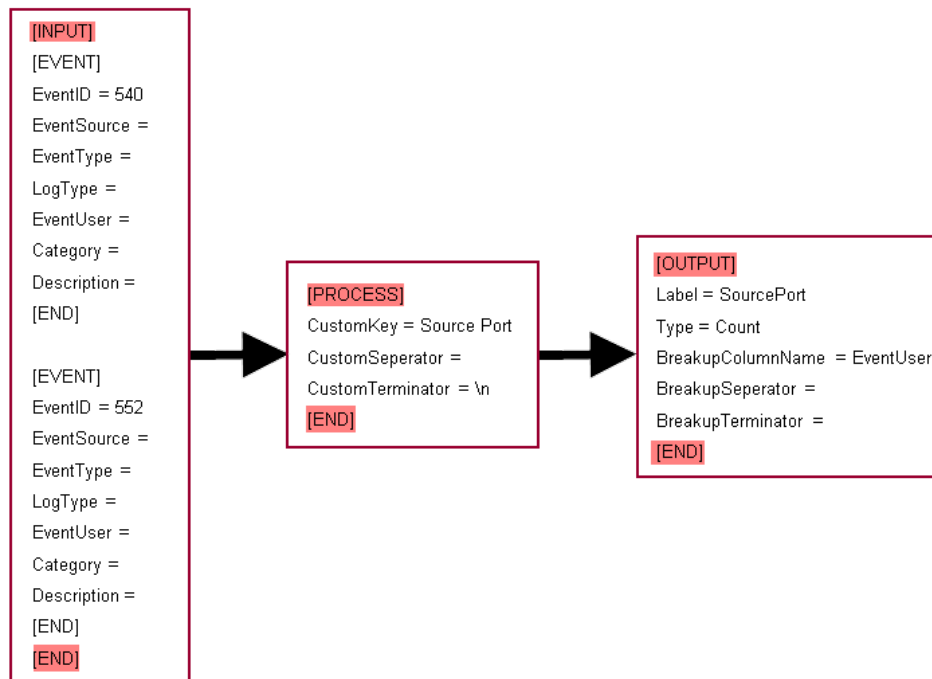 [INPUT]
[EVENT]
EventID = 540
EventSource =
EventType =
LogType =
EventUser =
Category =
Description =
[END]
[EVENT]
EventID = 552
EventSource =
EventType =
LogType =
EventUser =
Category =
Description =
[END]
[END]
[PROCESS]
CustomKey = Source Port
CustomSeperator =
CustomTerminator = \n
[END]
[OUTPUT]
Label = SourcePort
Type = Count
BreakupColumnName = EventUser
BreakupSeperator =
BreakupTerminator =
[END]